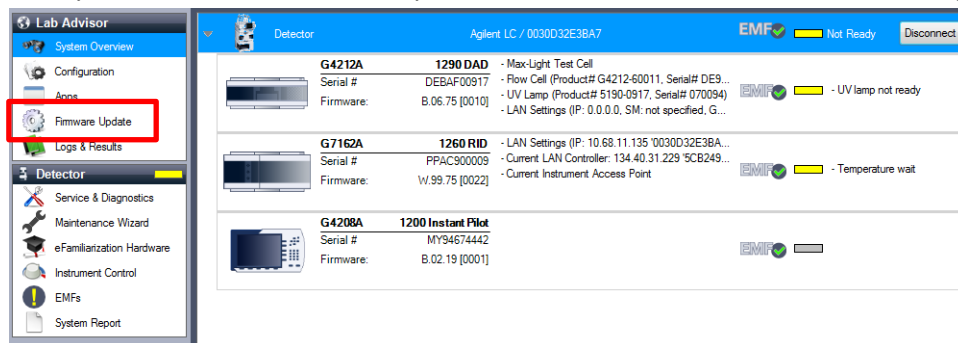 Lab Advisor
System Overview
Configuration
Apps
Firmware Update
Logs & Results
Detector
Service & Diagnostics
Maintenance Wizard
eFamiliarization Hardware
Instrument Control
EMFs
System Report
Detector Agilent LC / 0030D32E3BA7 EMF Not Ready Disconnect
G4212A 1290 DAD
Serial # DEBAF00917
Firmware: B.06.75 [0010]
- Max-Light Test Cell
- Flow Cell (Product# G4212-60011, Serial# DE9...
- UV Lamp (Product# 5190-0917, Serial# 070094)
- LAN Settings (IP: 0.0.0.0, SM: not specified, G...
EMF - UV lamp not ready
G7162A 1260 RID
Serial # PPAC900009
Firmware: W.99.75 [0022]
- LAN Settings (IP: 10.68.11.135 '0030D32E3BA...
- Current LAN Controller: 134.40.31.229 '5CB249...
- Current Instrument Access Point
EMF - Temperature wait
G4208A 1200 Instant Pilot
Serial # MY94674442
Firmware: B.02.19 [0001]
EMF